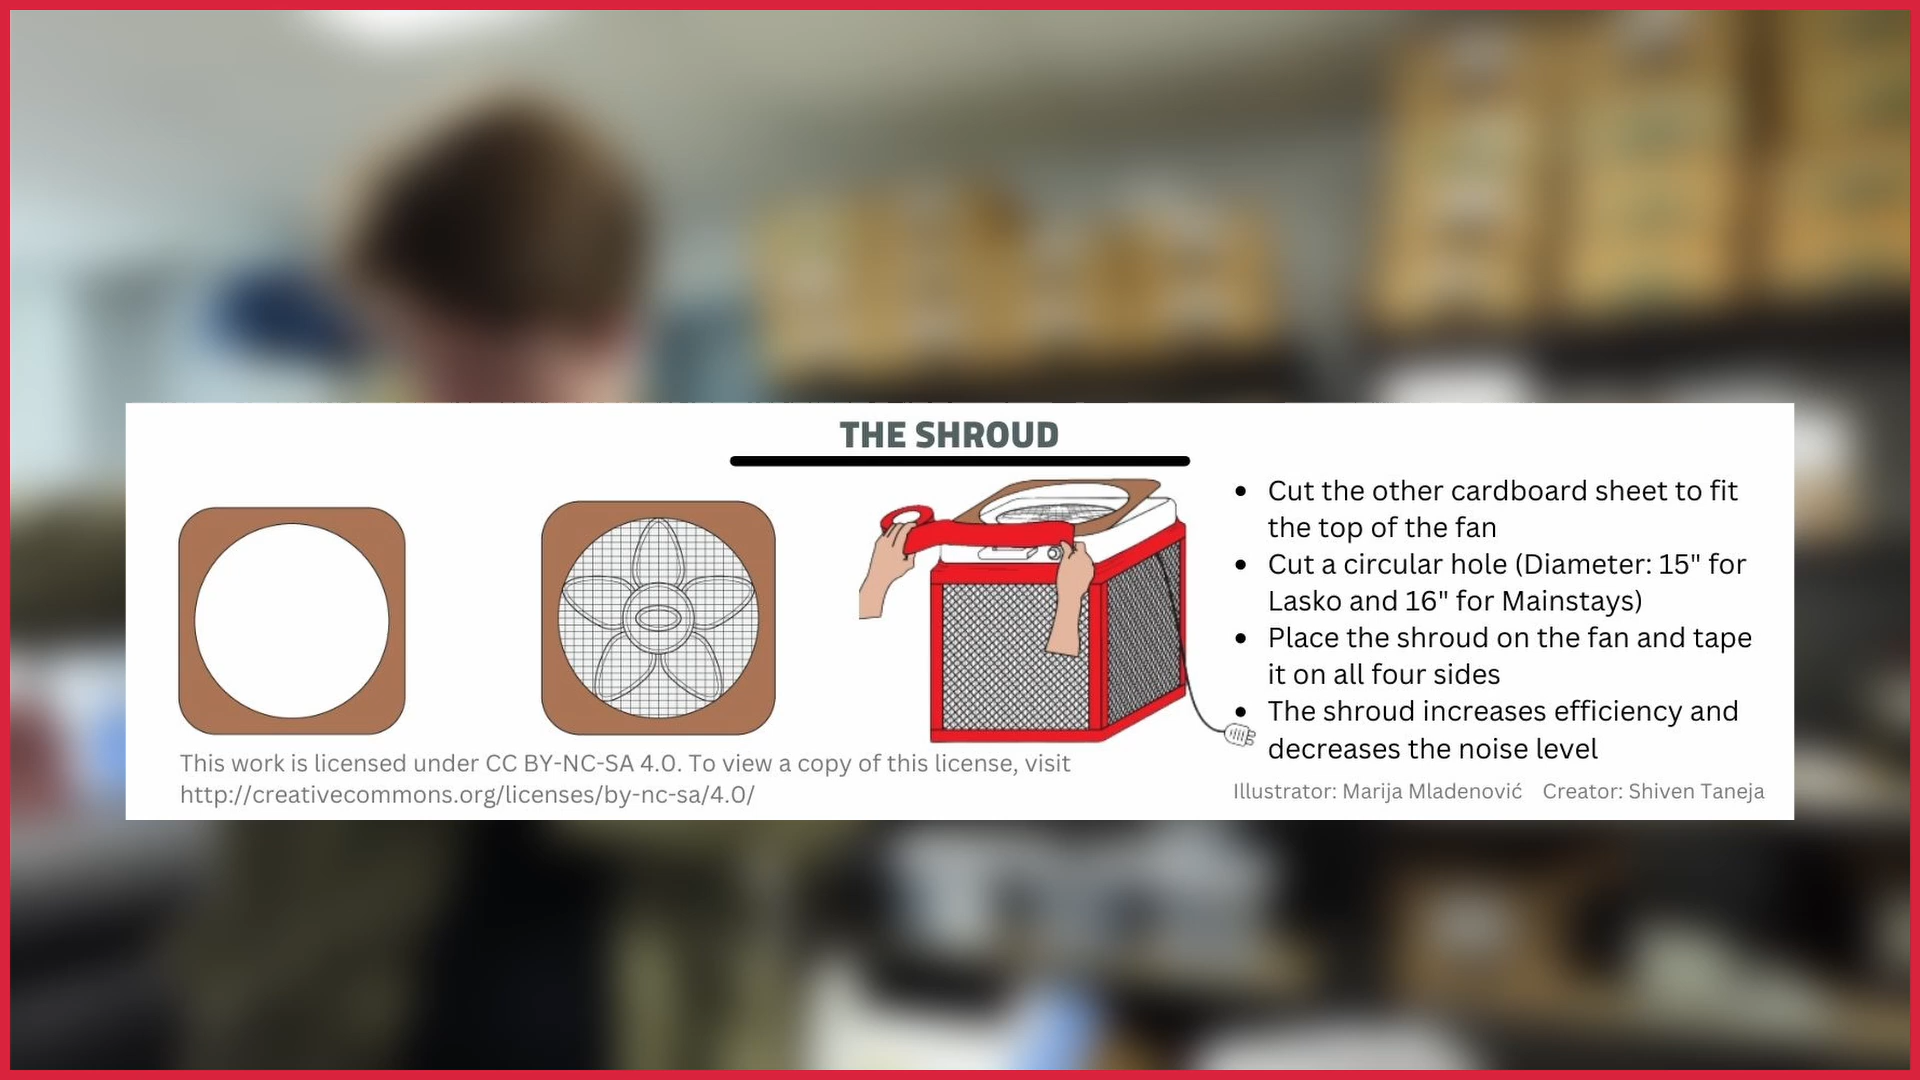 THE SHROUD
• Cut the other cardboard sheet to fit
the top of the fan
• Cut a circular hole (Diameter: 15" for
Lasko and 16" for Mainstays)
• Place the shroud on the fan and tape
it on all four sides
• The shroud increases efficiency and
decreases the noise level
This work is licensed under CC BY-NC-SA 4.0. To view a copy of this license, visit
http://creativecommons.org/licenses/by-nc-sa/4.0/
Illustrator: Marija Mladenović Creator: Shiven Taneja